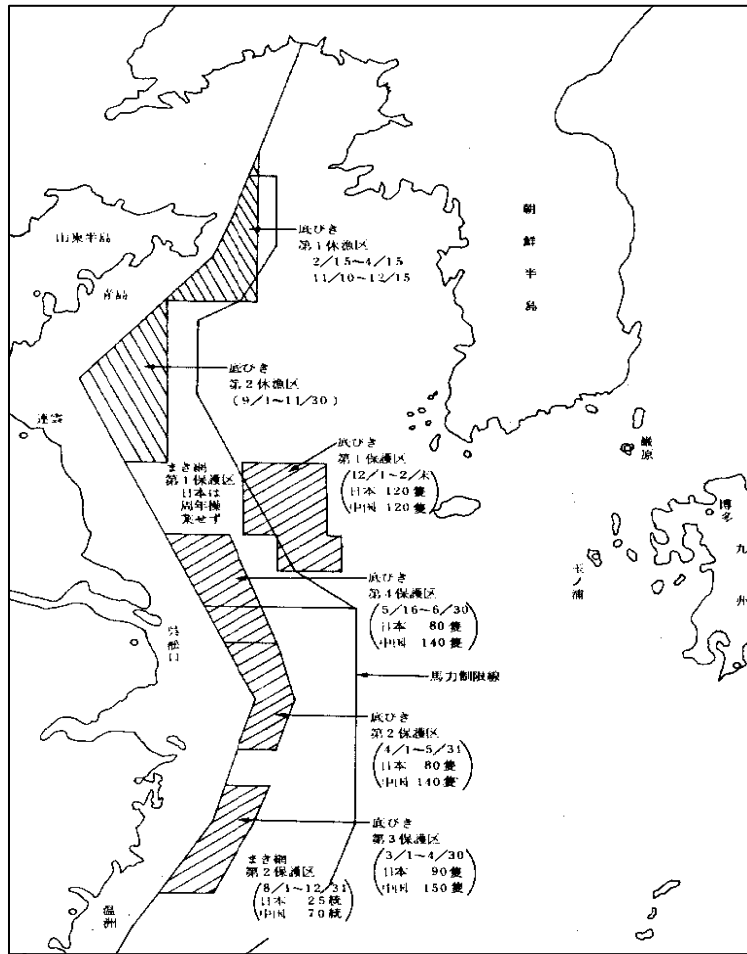 朝鮮半島
山東半島
青島
底びき
第1休漁区
2/15~4/15
11/10~12/15
底びき
第2休漁区
(9/1~11/30)
連雲
まき網
第1保護区
日本は
周年操
業せず
底びき
第1保護区
(12/1~2/末
日本 120隻
中国 120隻)
厳原
博多
九州
玉ノ浦
底びき
第4保護区
(5/16~6/30
日本 80隻
中国 140隻)
呉淞口
馬力制限線
底びき
第2保護区
(4/1~5/31
日本 80隻
中国 140隻)
底びき
第3保護区
(3/1~4/30
日本 90隻
中国 150隻)
まき網
第2保護区
(8/1~12/31
日本 25統
中国 70統)
温洲